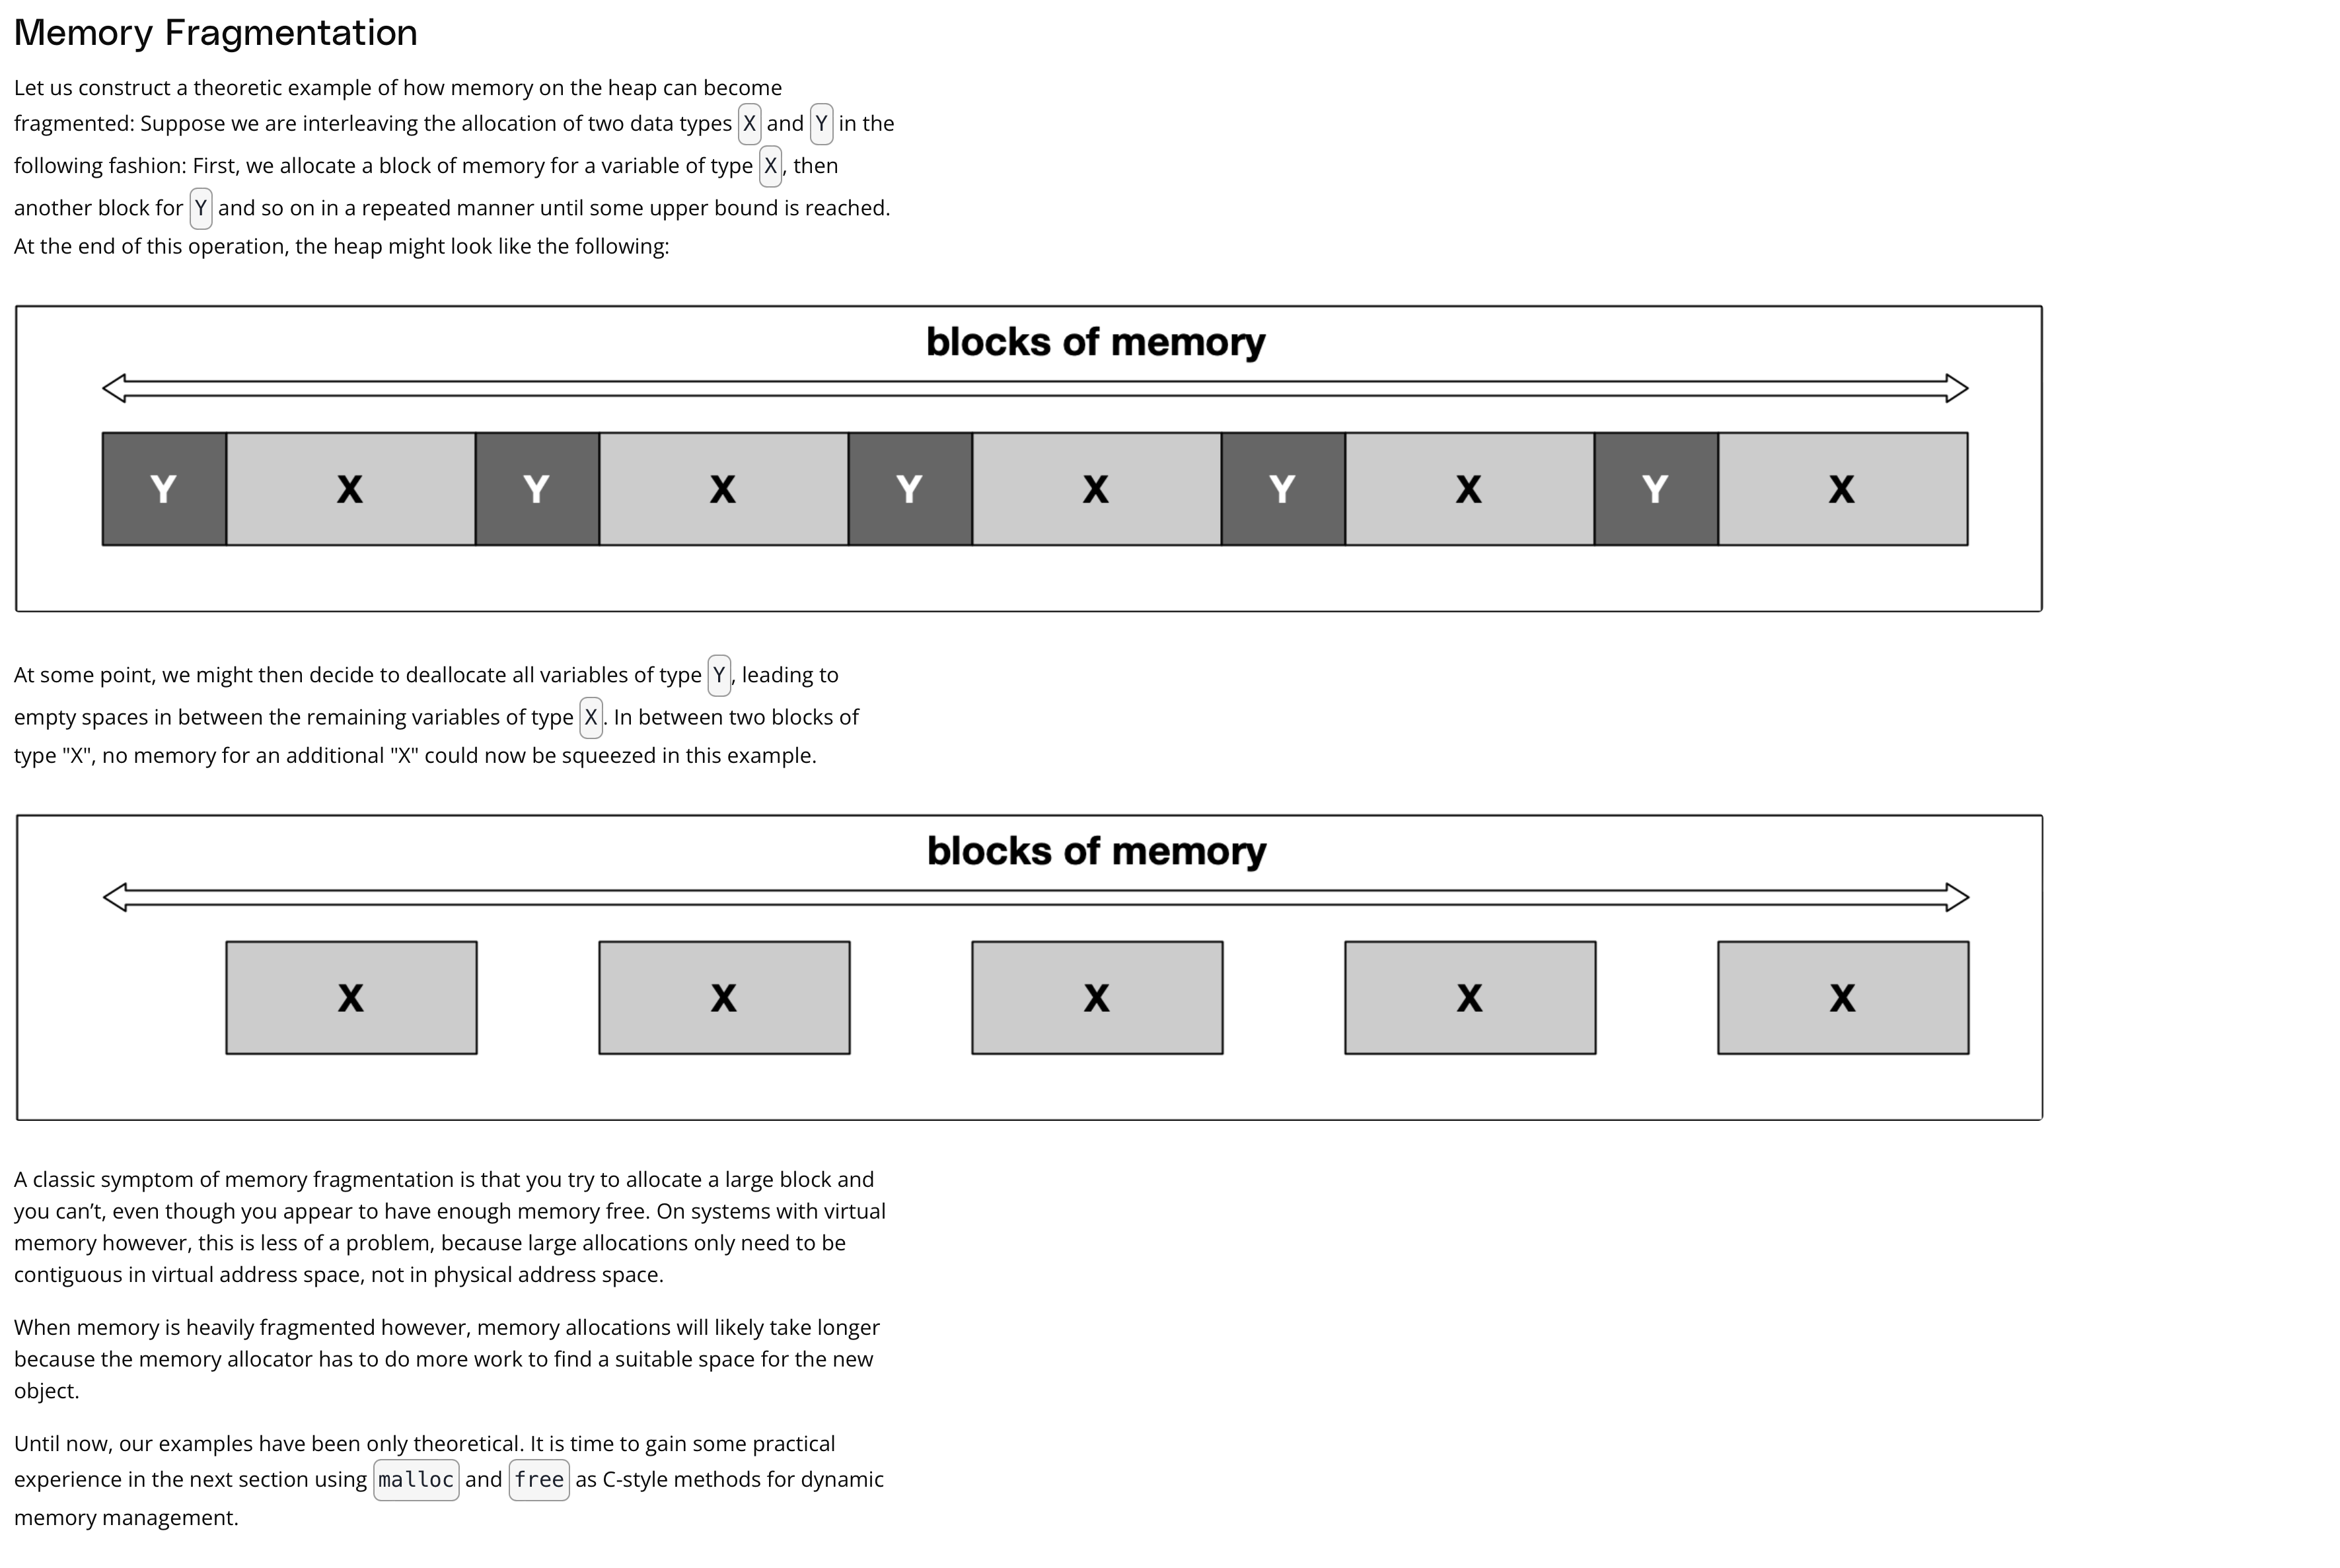 Memory Fragmentation
Let us construct a theoretic example of how memory on the heap can become
fragmented: Suppose we are interleaving the allocation of two data types X and Y in the
following fashion: First, we allocate a block of memory for a variable of type X, then
another block for Y and so on in a repeated manner until some upper bound is reached.
At the end of this operation, the heap might look like the following:
blocks of memory
Y X Y X Y X Y X Y X
At some point, we might then decide to deallocate all variables of type Y, leading to
empty spaces in between the remaining variables of type X. In between two blocks of
type "X", no memory for an additional "X" could now be squeezed in this example.
blocks of memory
X X X X X
A classic symptom of memory fragmentation is that you try to allocate a large block and
you can’t, even though you appear to have enough memory free. On systems with virtual
memory however, this is less of a problem, because large allocations only need to be
contiguous in virtual address space, not in physical address space.
When memory is heavily fragmented however, memory allocations will likely take longer
because the memory allocator has to do more work to find a suitable space for the new
object.
Until now, our examples have been only theoretical. It is time to gain some practical
experience in the next section using malloc and free as C-style methods for dynamic
memory management.